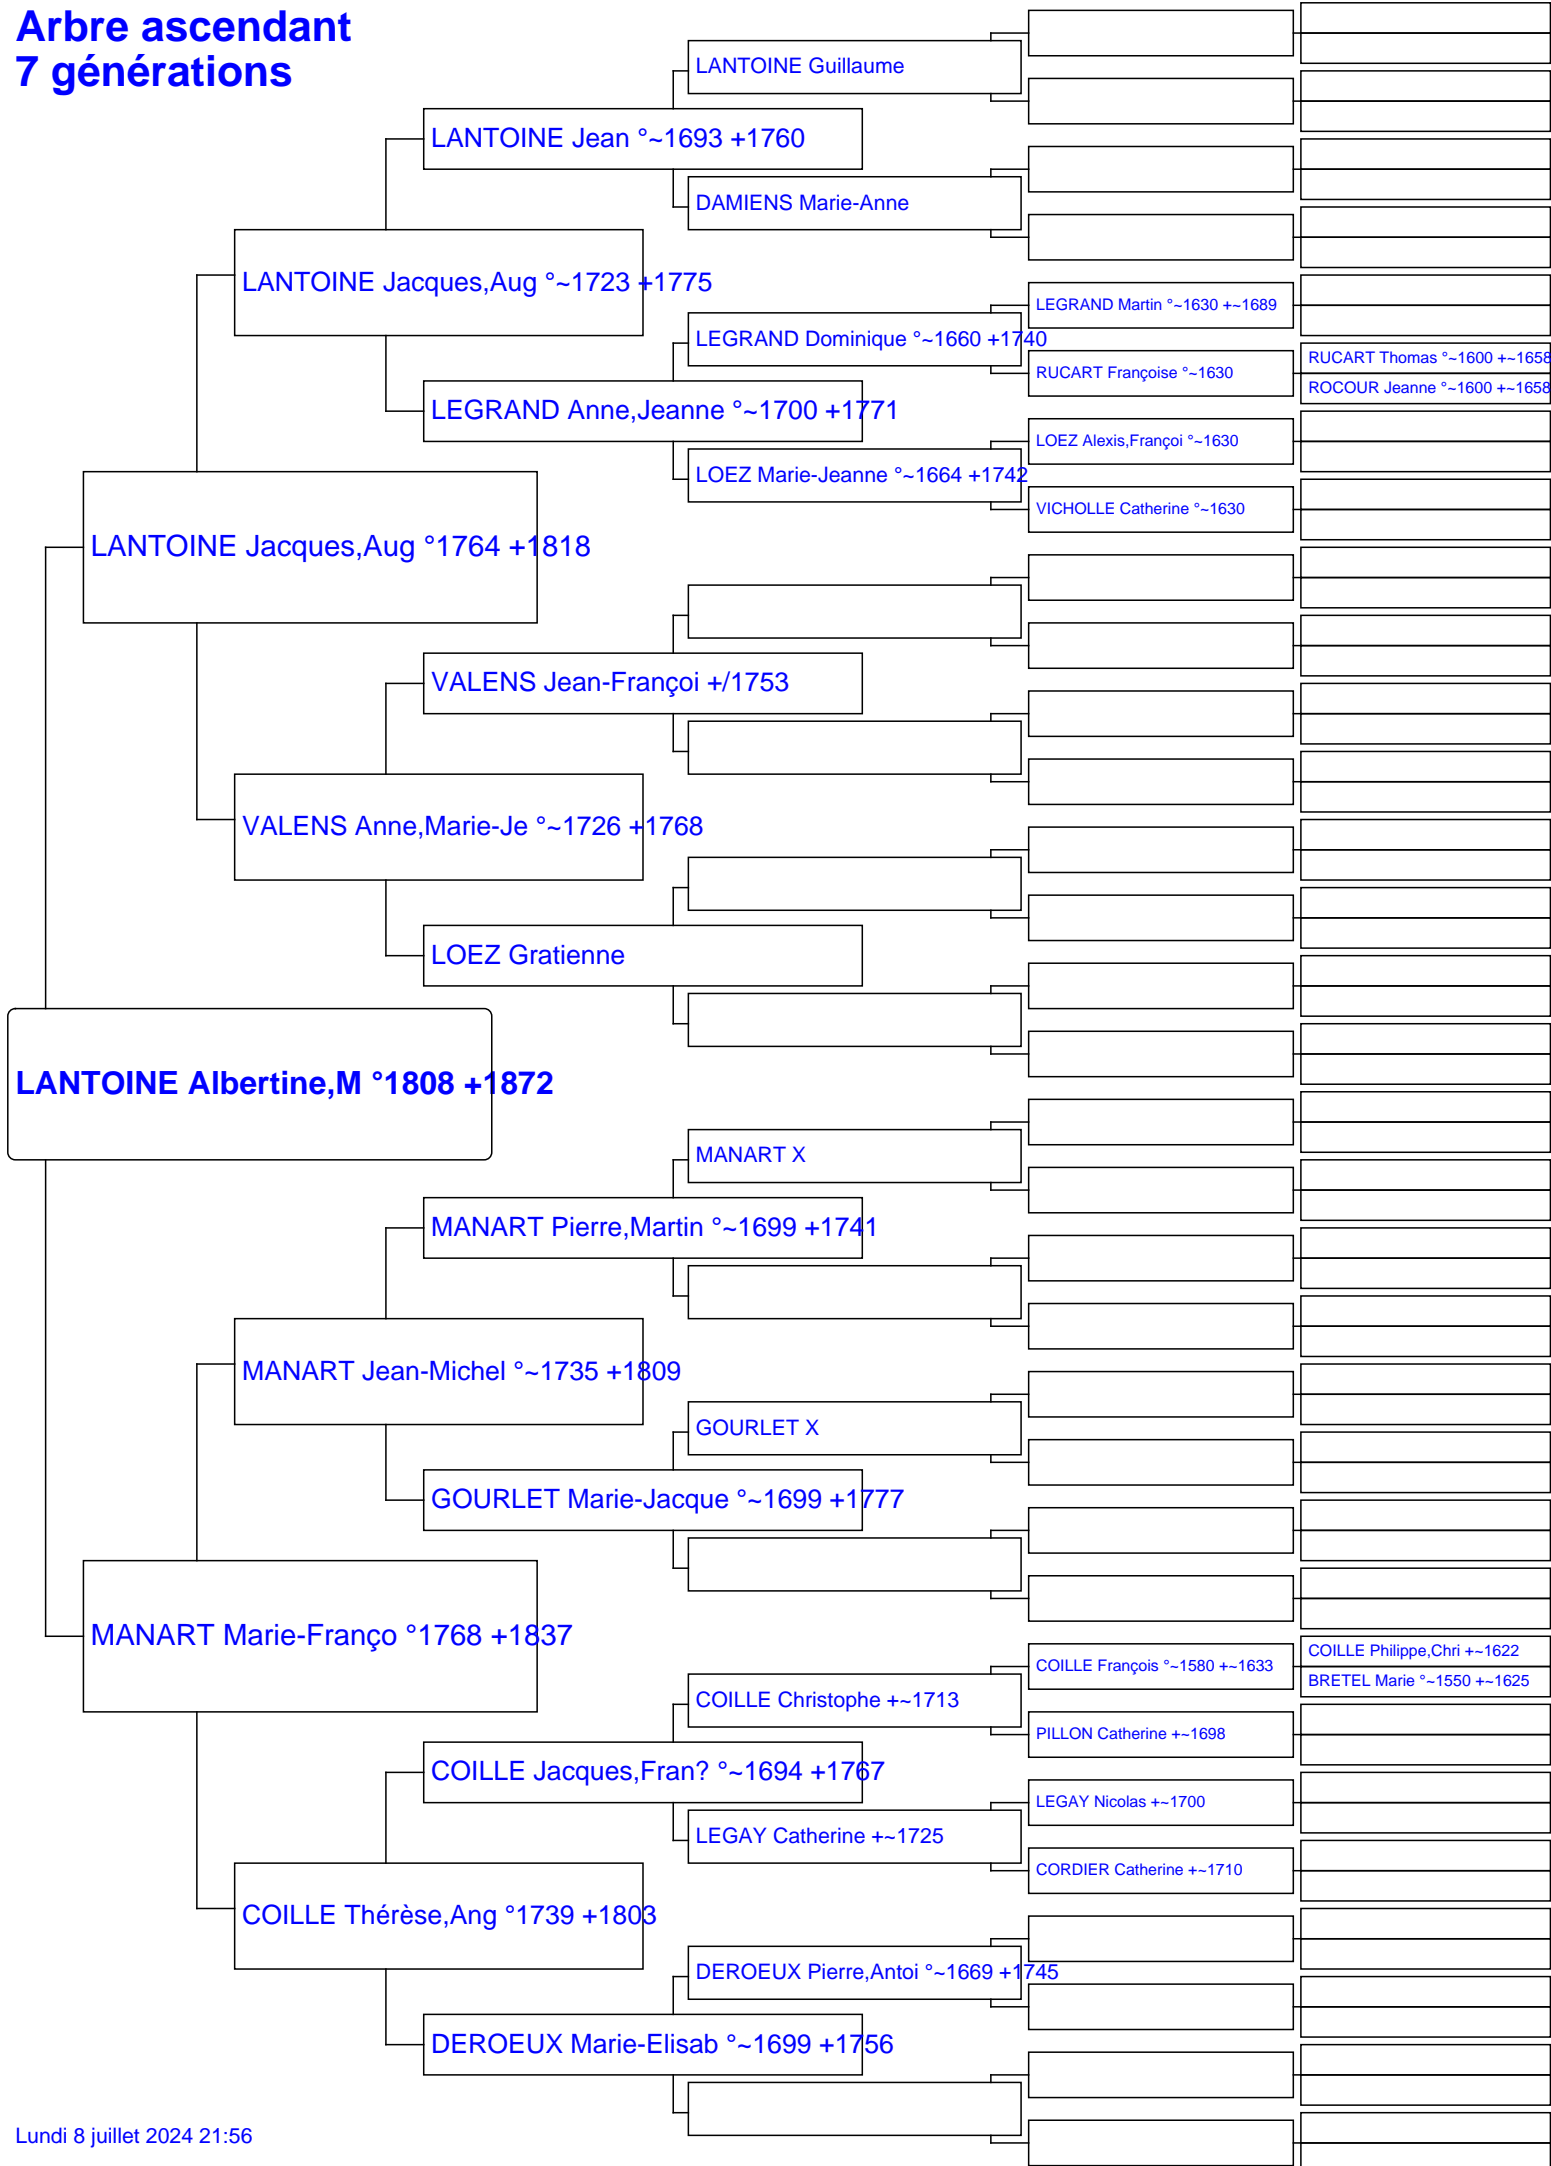 Arbre ascendant
7 générations
LANTOINE Guillaume
LANTOINE Jean °~1693 +1760
DAMIENS Marie-Anne
LANTOINE Jacques,Aug °~1723 +1775
LEGRAND Martin °~1630 +~1689
LEGRAND Dominique °~1660 +1740
RUCART Thomas °~1600 +~1658
RUCART Françoise °~1630
ROCOUR Jeanne °~1600 +~1658
LEGRAND Anne,Jeanne °~1700 +1771
LOEZ Alexis,Françoi °~1630
LOEZ Marie-Jeanne °~1664 +1742
VICHOLLE Catherine °~1630
LANTOINE Jacques,Aug °1764 +1818
VALENS Jean-Françoi +/1753
VALENS Anne,Marie-Je °~1726 +1768
LOEZ Gratienne
LANTOINE Albertine,M °1808 +1872
MANART X
MANART Pierre,Martin °~1699 +1741
MANART Jean-Michel °~1735 +1809
GOURLET X
GOURLET Marie-Jacque °~1699 +1777
MANART Marie-Franço °1768 +1837
COILLE Philippe,Chri +~1622
COILLE François °~1580 +~1633
BRETEL Marie °~1550 +~1625
COILLE Christophe +~1713
PILLON Catherine +~1698
COILLE Jacques,Fran? °~1694 +1767
LEGAY Nicolas +~1700
LEGAY Catherine +~1725
CORDIER Catherine +~1710
COILLE Thérèse,Ang °1739 +1803
DEROEUX Pierre,Antoi °~1669 +1745
DEROEUX Marie-Elisab °~1699 +1756
Lundi 8 juillet 2024 21:56